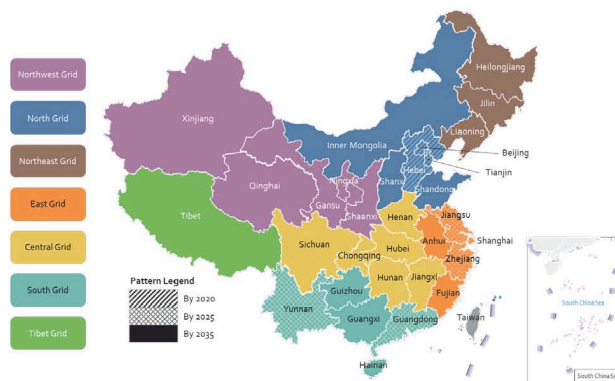 Northwest Grid
North Grid
Northeast Grid
East Grid
Central Grid
South Grid
Tibet Grid
Heilongjiang
Jilin
Liaoning
Xinjiang
Inner Mongolia
Beijing
Tianjin
Hebei
Shanxi
Shandong
Ningxia
Qinghai
Gansu
Shaanxi
Tibet
Henan
Jiangsu
Anhui
Shanghai
Sichuan
Hubei
Chongqing
Zhejiang
Hunan
Jiangxi
Guizhou
Fujian
Yunnan
Guangxi
Guangdong
Taiwan
Hainan
Pattern Legend
By 2020
By 2025
By 2035
South China Sea
South China Sea